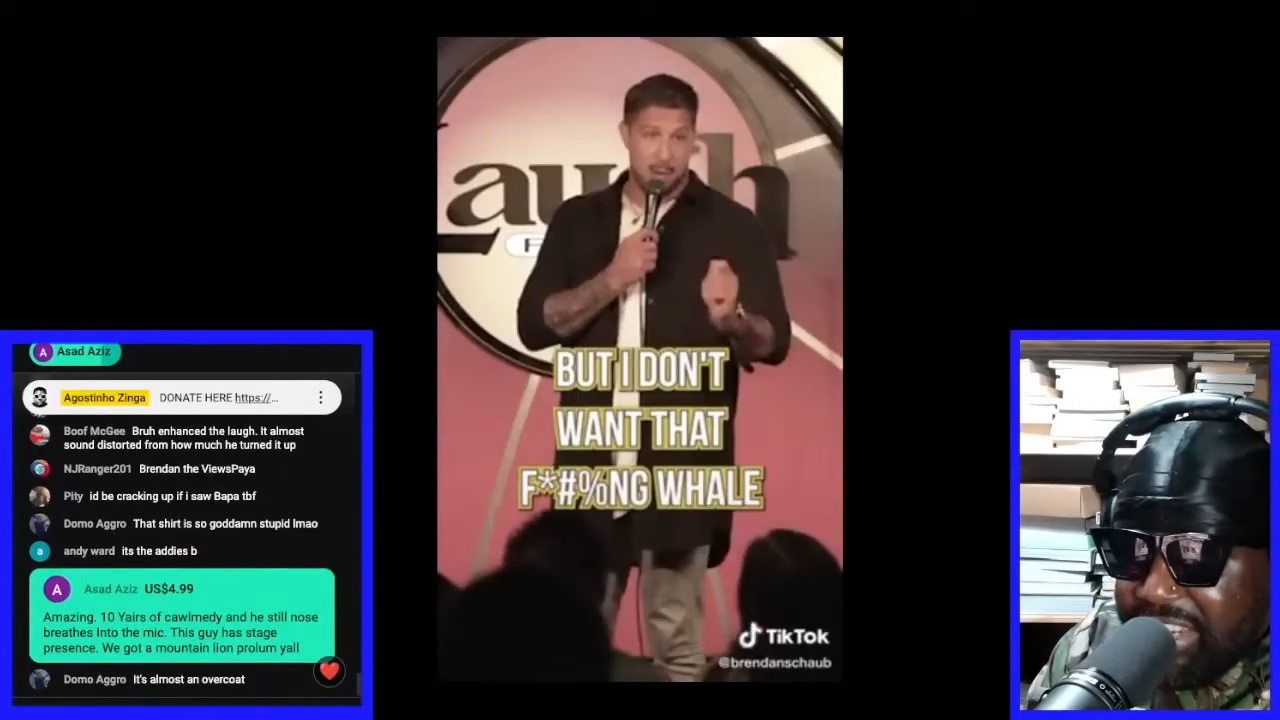 Laugh
F
BUT I DON'T
WANT THAT
F*#%NG WHALE
TikTok
@brendanschaub
A Asad Aziz
Agostinho Zinga DONATE HERE https://...
Boof McGee Bruh enhanced the laugh. It almost
sound distorted from how much he turned it up
NJRanger201 Brendan the ViewsPaya
Pity id be cracking up if i saw Bapa tbf
Domo Aggro That shirt is so goddamn stupid lmao
a andy ward its the addies b
A Asad Aziz US$4.99
Amazing. 10 Yairs of cawlmedy and he still nose
breathes Into the mic. This guy has stage
presence. We got a mountain lion prolum yall
Domo Aggro It's almost an overcoat